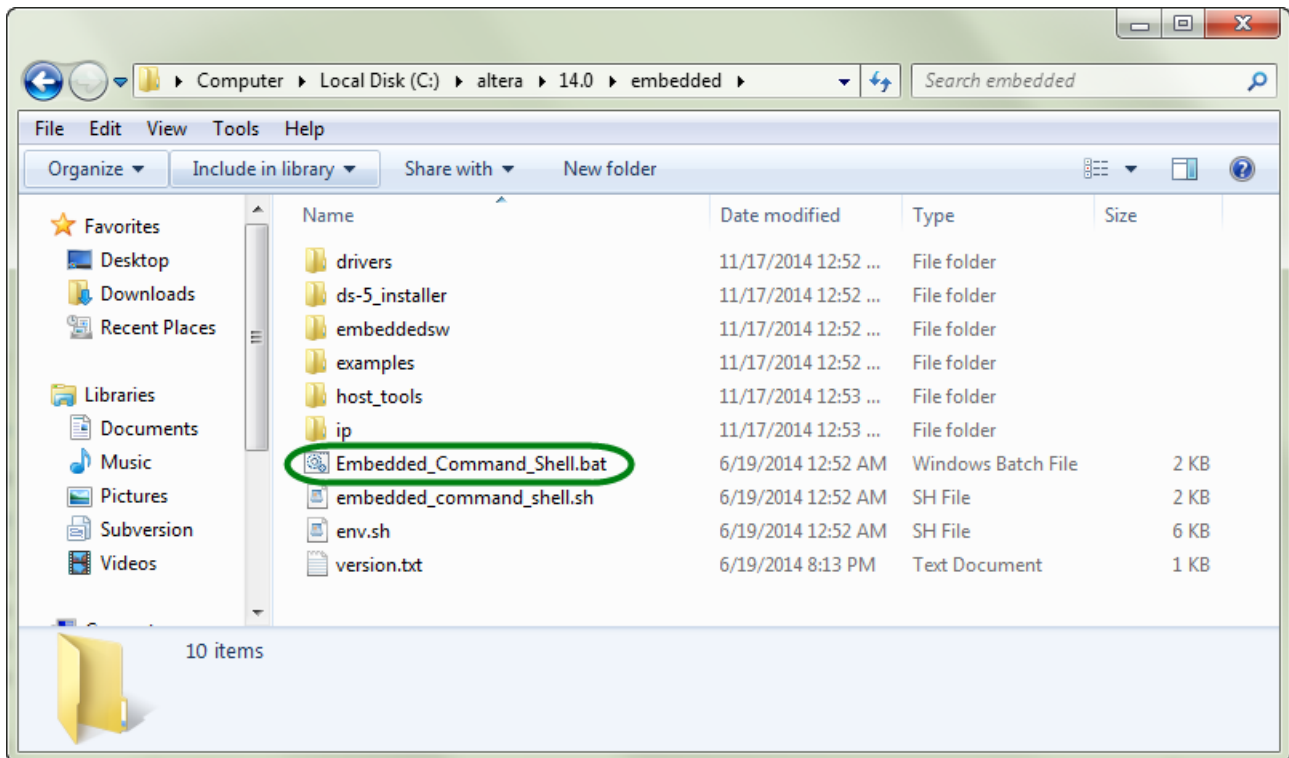 Computer Local Disk (C:) altera 14.0 embedded Search embedded
File Edit View Tools Help
Organize Include in library Share with New folder
Favorites
Desktop
Downloads
Recent Places
Libraries
Documents
Music
Pictures
Subversion
Videos
Name Date modified Type Size
drivers 11/17/2014 12:52 ... File folder
ds-5_installer 11/17/2014 12:52 ... File folder
embeddedsw 11/17/2014 12:52 ... File folder
examples 11/17/2014 12:52 ... File folder
host_tools 11/17/2014 12:53 ... File folder
ip 11/17/2014 12:53 ... File folder
Embedded_Command_Shell.bat 6/19/2014 12:52 AM Windows Batch File 2 KB
embedded_command_shell.sh 6/19/2014 12:52 AM SH File 2 KB
env.sh 6/19/2014 12:52 AM SH File 6 KB
version.txt 6/19/2014 8:13 PM Text Document 1 KB
10 items